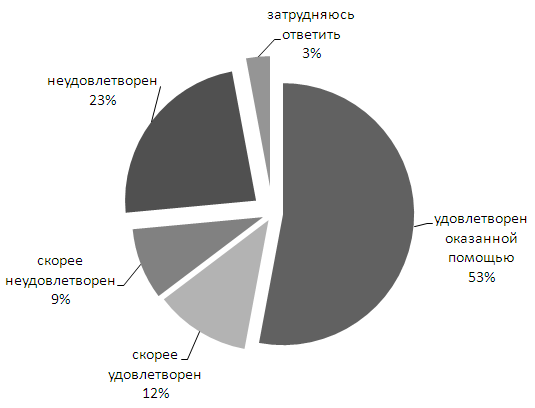 затрудняюсь
ответить
3%
неудовлетворен
23%
удовлетворен
оказанной
помощью
53%
скорее
неудовлетворен
9%
скорее
удовлетворен
12%